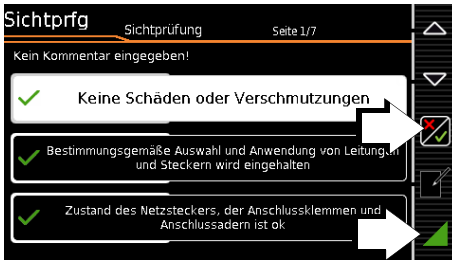 Sichtprfg
Sichtprüfung
Seite 1/7
Kein Kommentar eingegeben!
Keine Schäden oder Verschmutzungen
Bestimmungsgemäße Auswahl und Anwendung von Leitungen
und Steckern wird eingehalten
Zustand des Netzsteckers, der Anschlussklemmen und
Anschlussadern ist ok